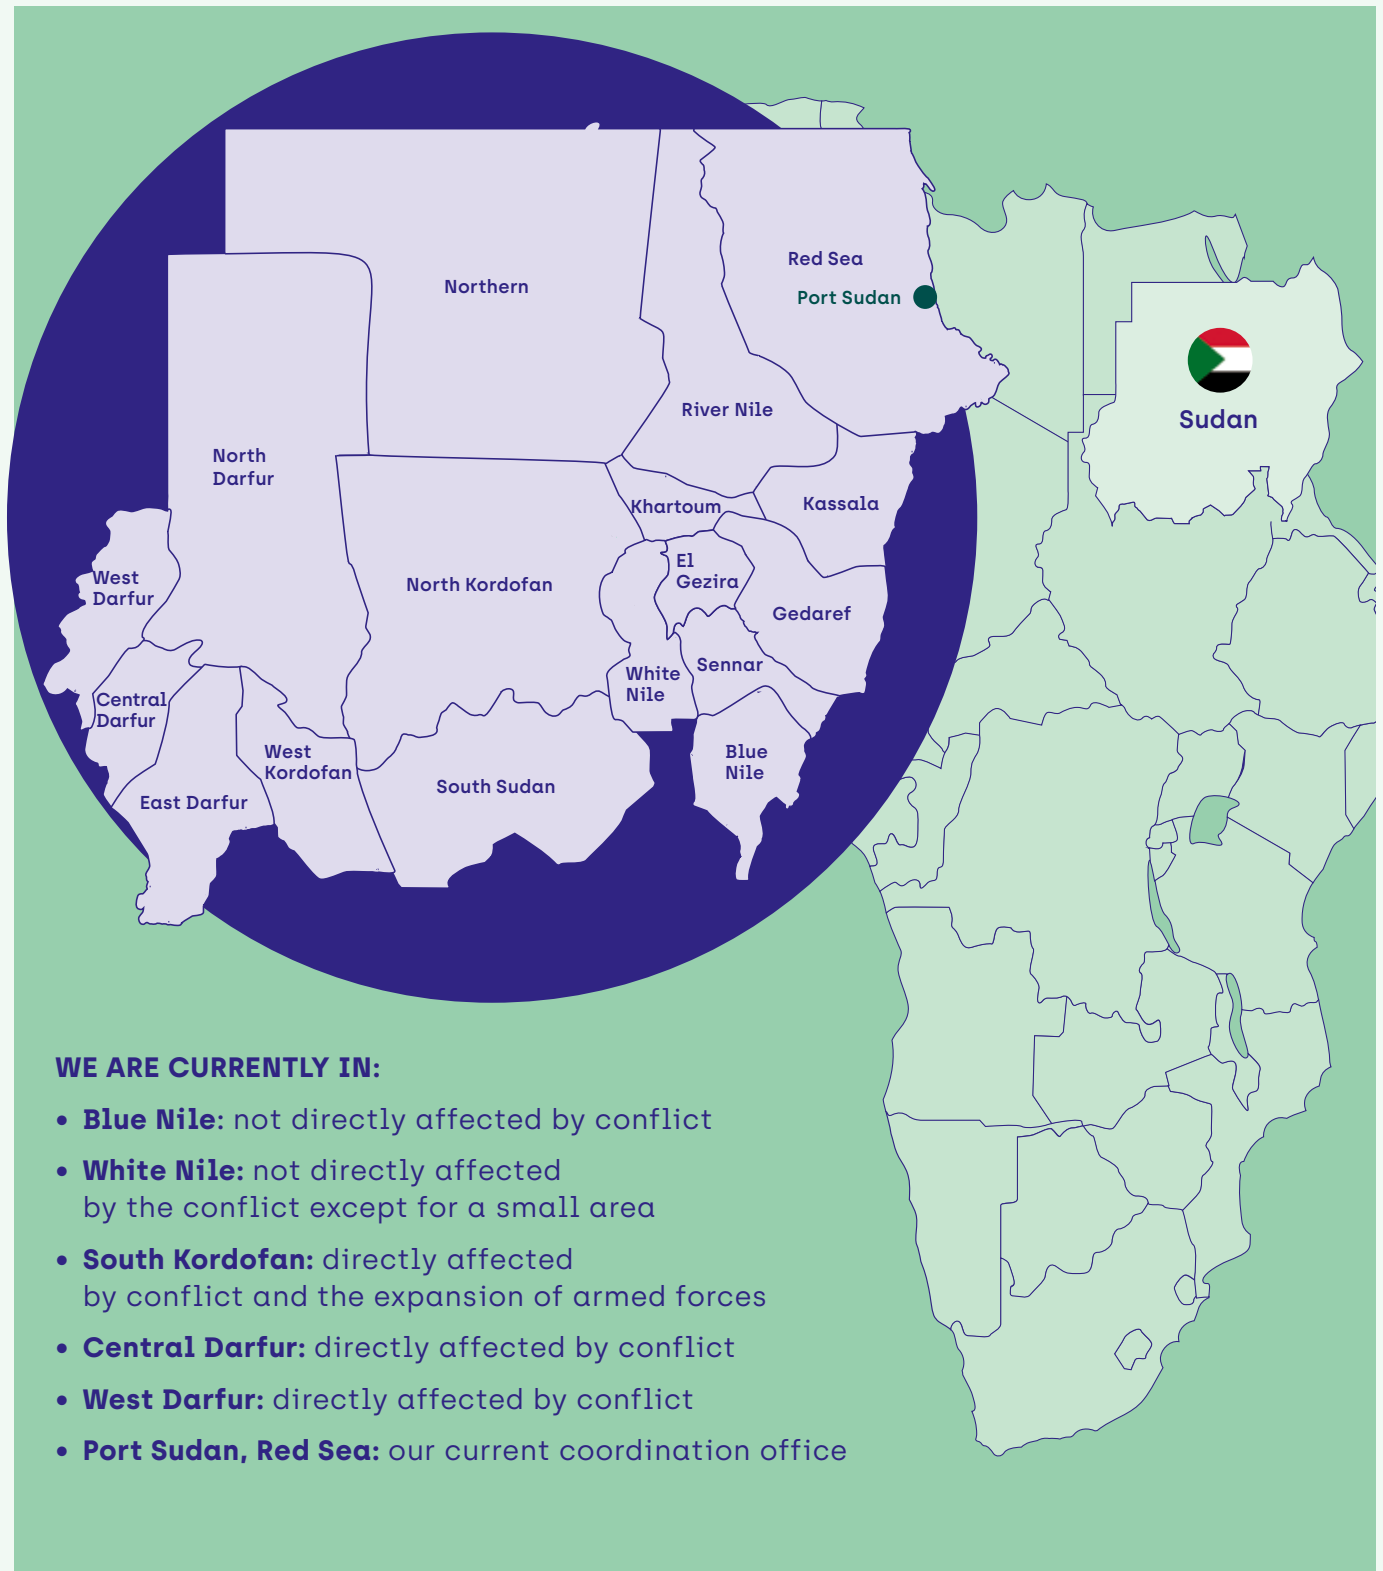 Northern
Red Sea
Port Sudan
Sudan
River Nile
North
Darfur
Khartoum
Kassala
El
Gezira
West
Darfur
North Kordofan
Gedaref
Sennar
White
Nile
Central
Darfur
West
Kordofan
Blue
Nile
South Sudan
East Darfur
WE ARE CURRENTLY IN:
• Blue Nile: not directly affected by conflict
• White Nile: not directly affected
by the conflict except for a small area
• South Kordofan: directly affected
by conflict and the expansion of armed forces
• Central Darfur: directly affected by conflict
• West Darfur: directly affected by conflict
• Port Sudan, Red Sea: our current coordination office